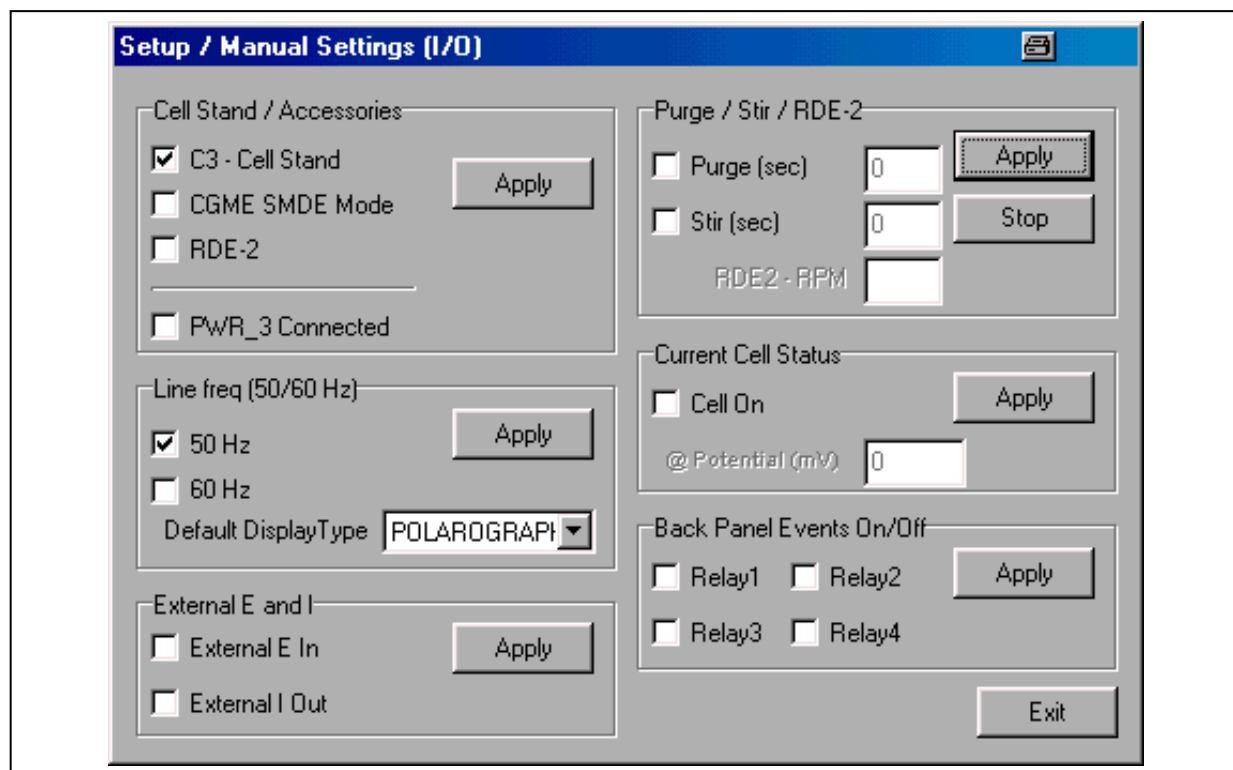 Setup / Manual Settings (I/O)
Cell Stand / Accessories
C3 - Cell Stand
CGME SMDE Mode
RDE-2
PWR_3 Connected
Apply
Line freq (50/60 Hz)
50 Hz
60 Hz
Apply
Default DisplayType POLAROGRAPH
External E and I
External E In
External I Out
Apply
Purge / Stir / RDE-2
Purge (sec) 0 Apply
Stir (sec) 0 Stop
RDE2 - RPM
Current Cell Status
Cell On Apply
@ Potential (mV) 0
Back Panel Events On/Off
Relay1 Relay2 Apply
Relay3 Relay4
Exit